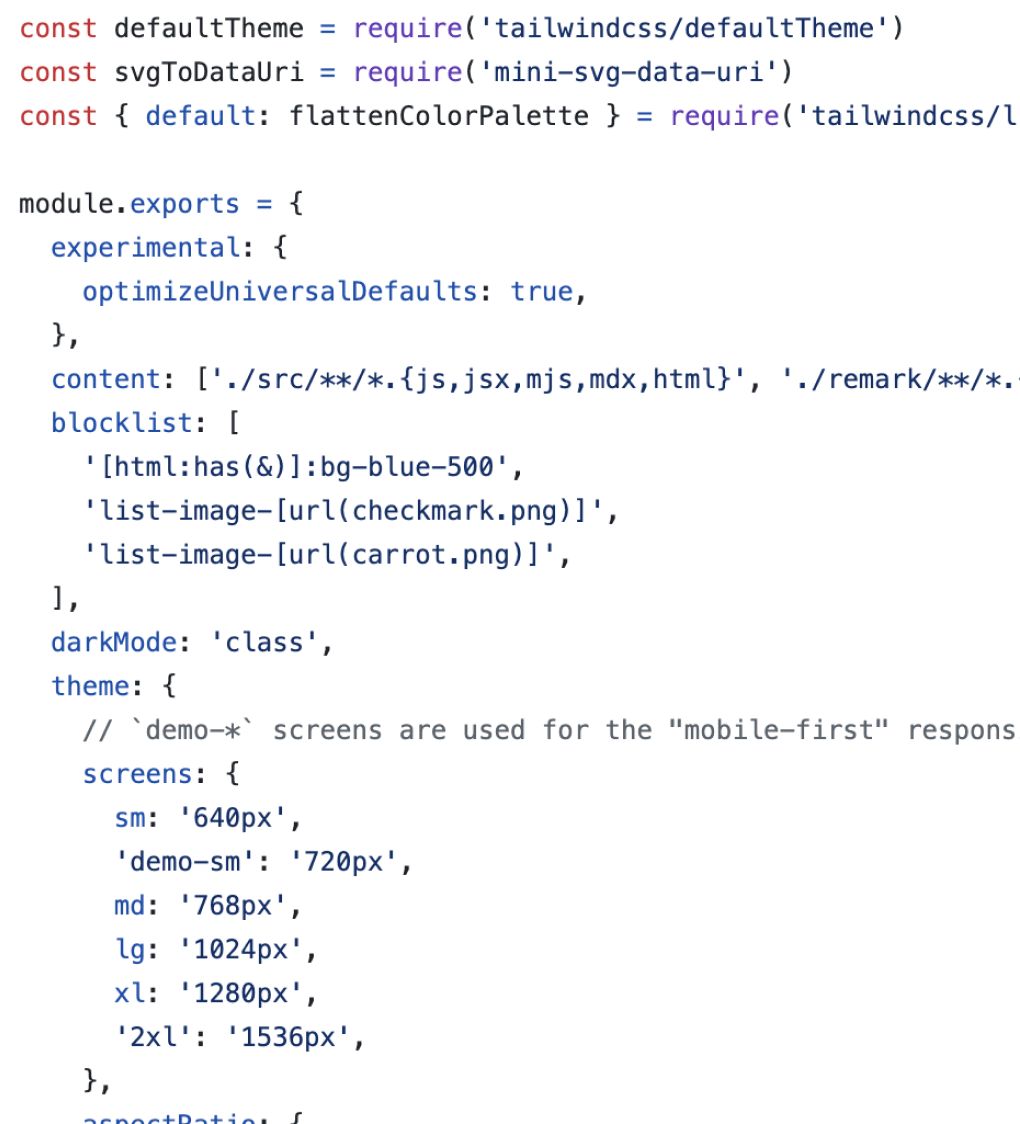 const defaultTheme = require('tailwindcss/defaultTheme')
const svgToDataUri = require('mini-svg-data-uri')
const { default: flattenColorPalette } = require('tailwindcss/l

module.exports = {
  experimental: {
    optimizeUniversalDefaults: true,
  },
  content: ['./src/**/*.{js,jsx,mjs,mdx,html}', './remark/**/*.
  blocklist: [
    '[html:has(&)]:bg-blue-500',
    'list-image-[url(checkmark.png)]',
    'list-image-[url(carrot.png)]',
  ],
  darkMode: 'class',
  theme: {
    // `demo-*` screens are used for the "mobile-first" respons
    screens: {
      sm: '640px',
      'demo-sm': '720px',
      md: '768px',
      lg: '1024px',
      xl: '1280px',
      '2xl': '1536px',
    },
    aspectRatio: {